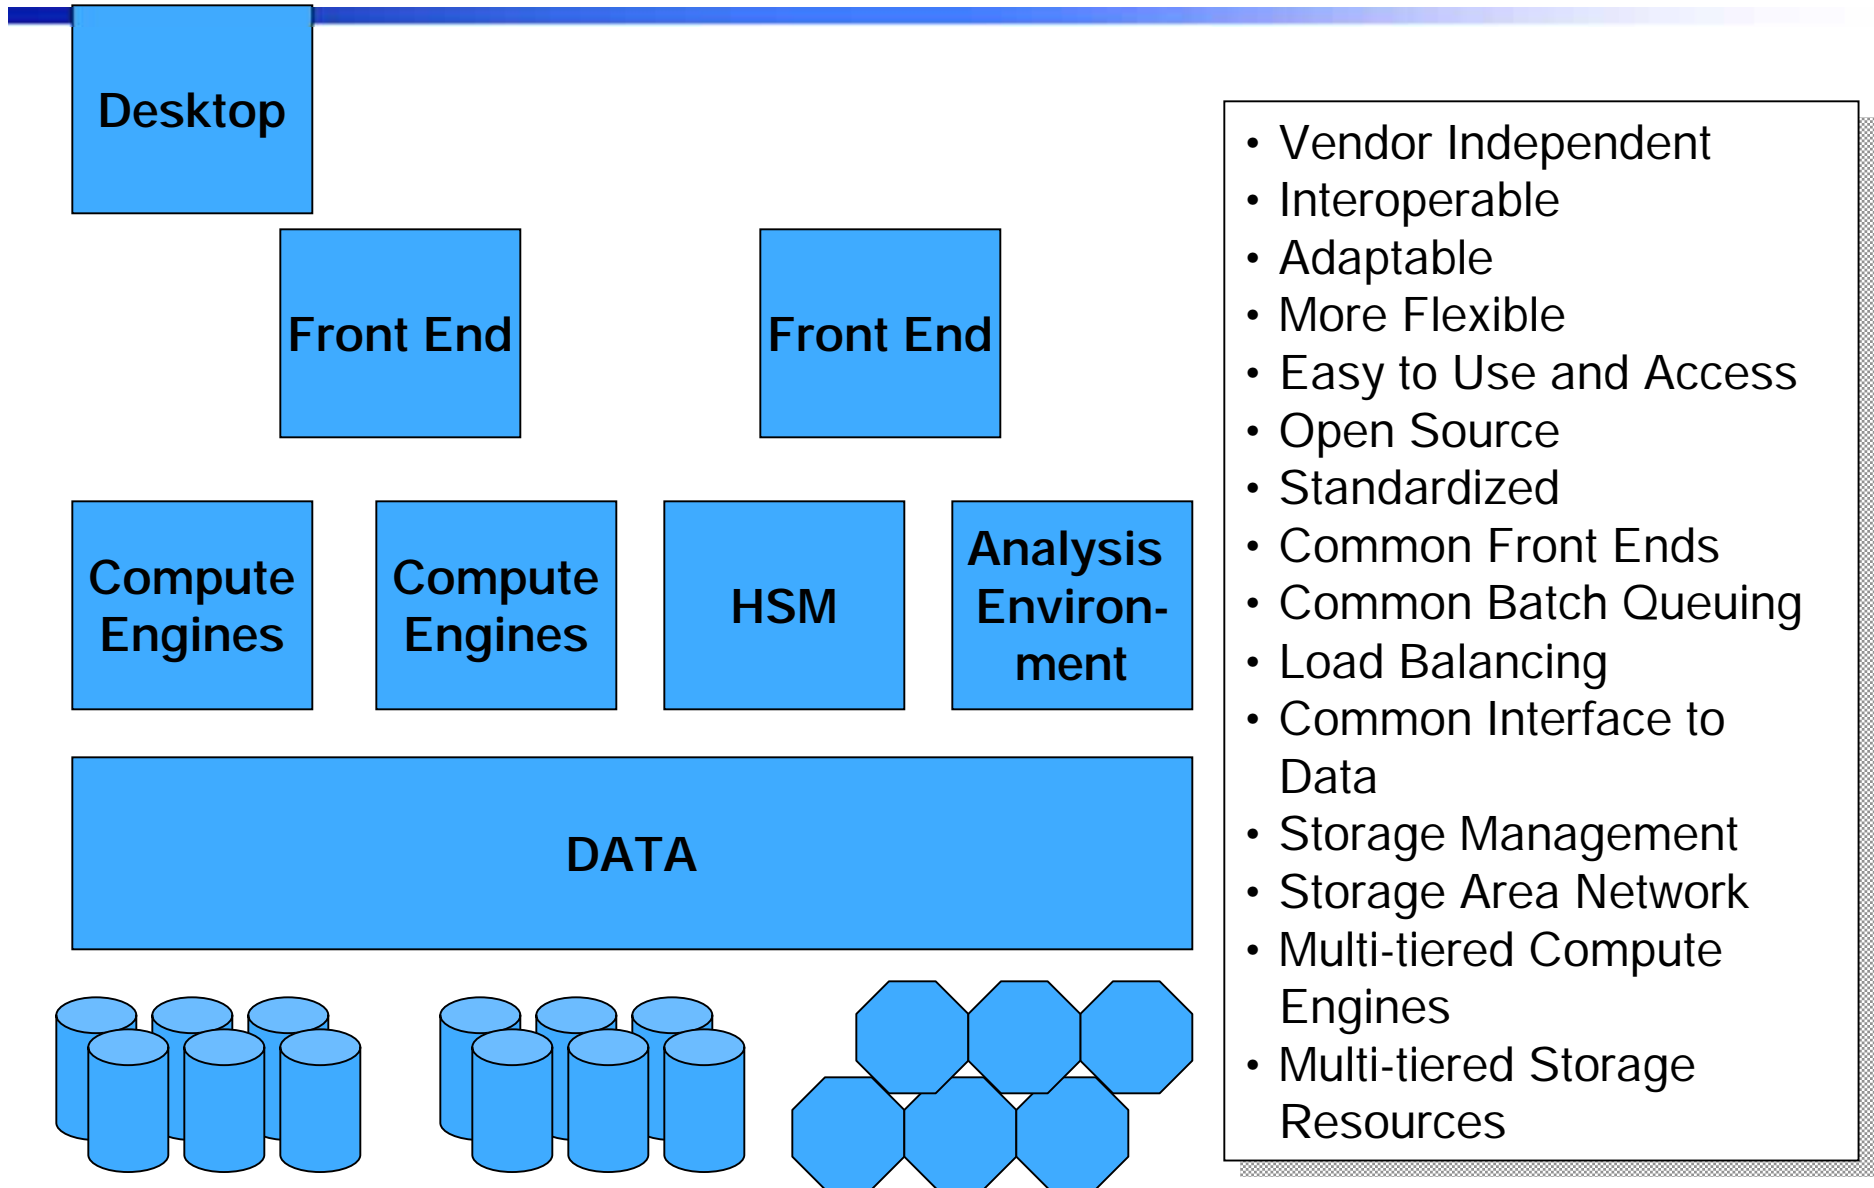 Desktop
Front End
Front End
Compute
Engines
Compute
Engines
HSM
Analysis
Environ-
ment
DATA
• Vendor Independent
• Interoperable
• Adaptable
• More Flexible
• Easy to Use and Access
• Open Source
• Standardized
• Common Front Ends
• Common Batch Queuing
• Load Balancing
• Common Interface to
Data
• Storage Management
• Storage Area Network
• Multi-tiered Compute
Engines
• Multi-tiered Storage
Resources